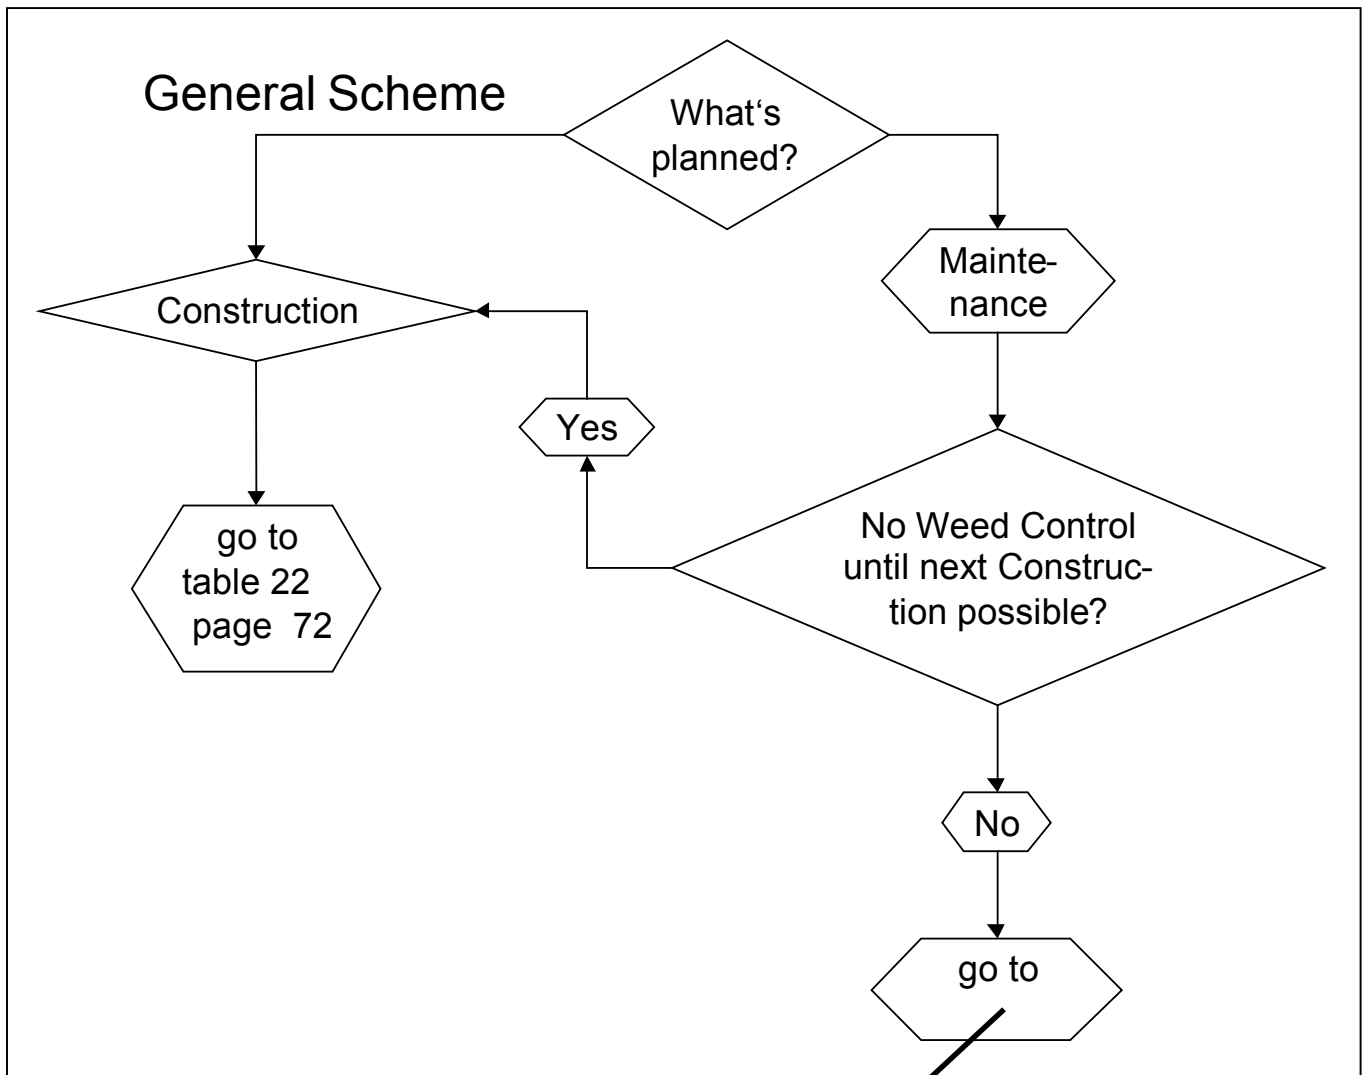 General Scheme
What‘s
planned?
Construction
Mainte-
nance
Yes
No Weed Control
until next Construc-
tion possible?
go to
table 22
page 72
No
go to